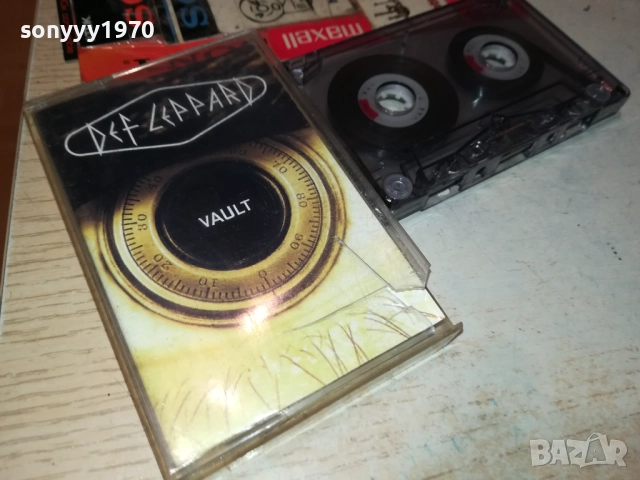 sonyyy1970
maxell
DEF LEPPARD
VAULT
30
20
10
0
90
80
70
BAZAR